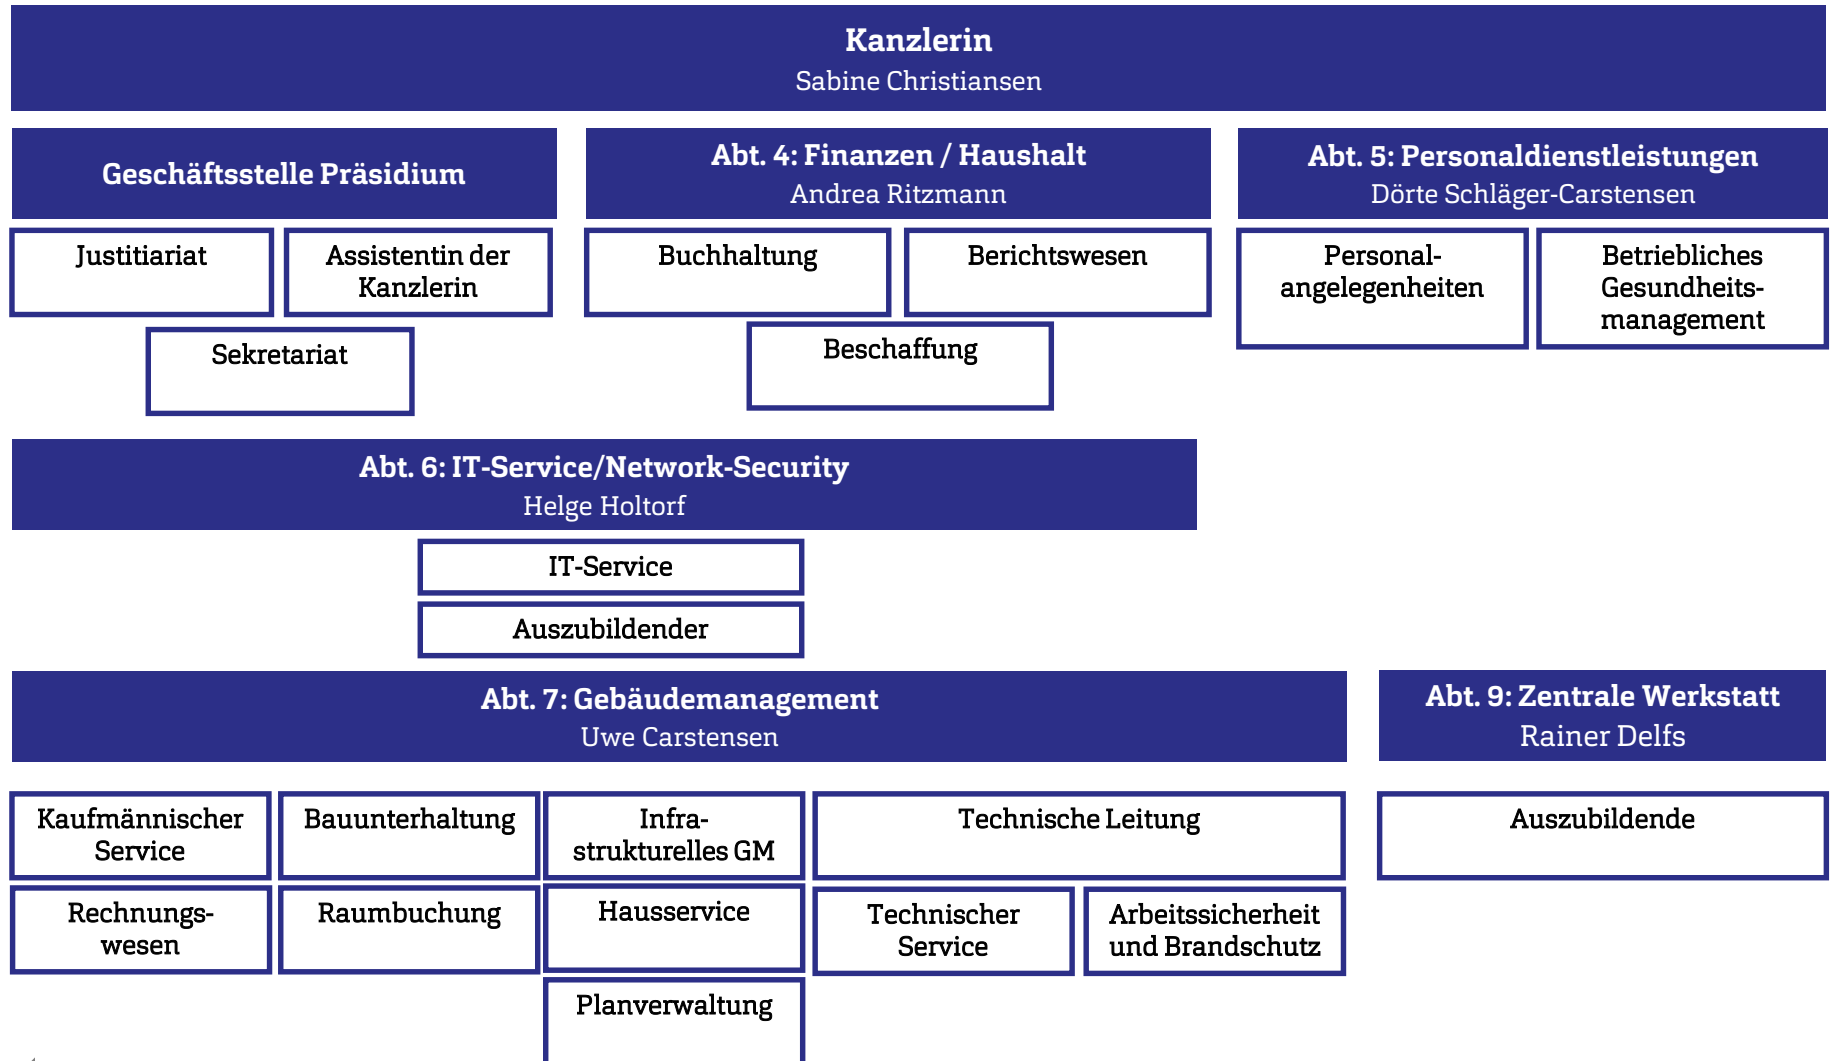 Kanzlerin
Sabine Christiansen
Geschäftsstelle Präsidium
Justitiariat
Assistentin der
Kanzlerin
Sekretariat
Abt. 4: Finanzen / Haushalt
Andrea Ritzmann
Buchhaltung
Berichtswesen
Beschaffung
Abt. 5: Personaldienstleistungen
Dörte Schläger-Carstensen
Personal-
angelegenheiten
Betriebliches
Gesundheits-
management
Abt. 6: IT-Service/Network-Security
Helge Holtorf
IT-Service
Auszubildender
Abt. 7: Gebäudemanagement
Uwe Carstensen
Kaufmännischer
Service
Rechnungs-
wesen
Bauunterhaltung
Raumbuchung
Infra-
strukturelles GM
Hausservice
Planverwaltung
Technische Leitung
Technischer
Service
Arbeitssicherheit
und Brandschutz
Abt. 9: Zentrale Werkstatt
Rainer Delfs
Auszubildende